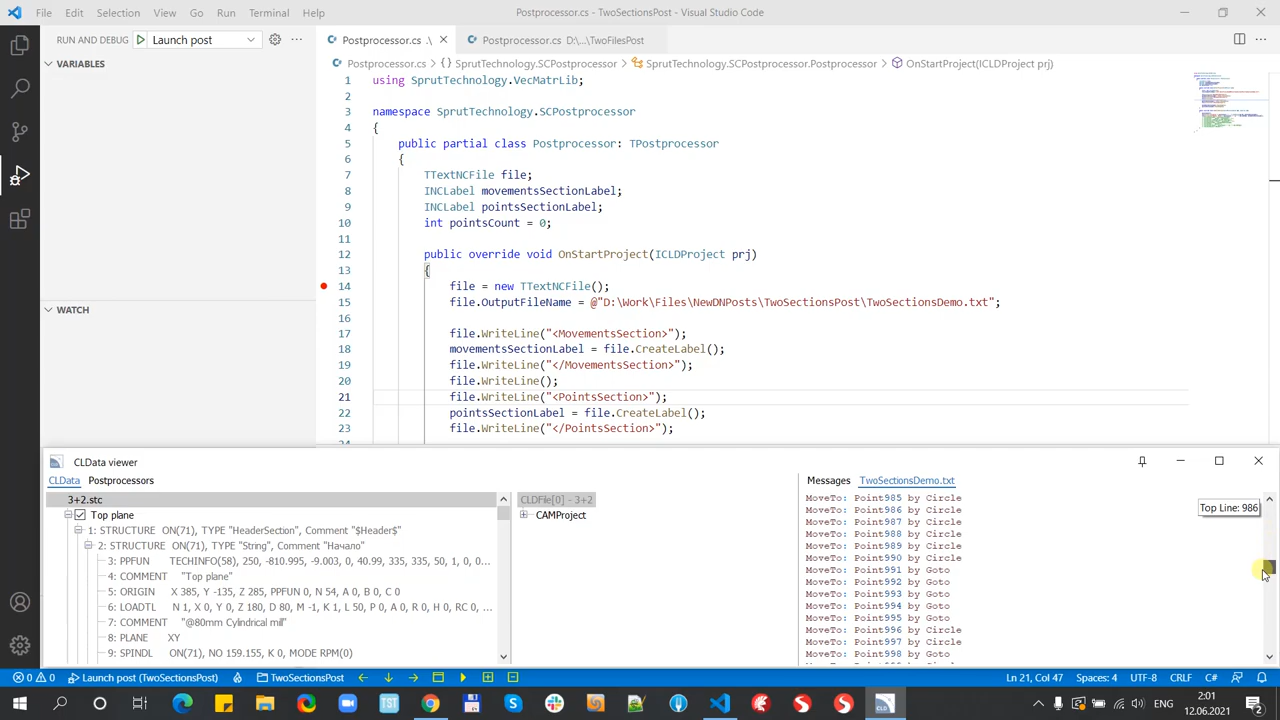 File Edit Selection View Go Run Terminal Help
Postprocessor.cs - TwoSectionsPost - Visual Studio Code
RUN AND DEBUG Launch post
Postprocessor.cs .\
Postprocessor.cs D:\...\TwoFilesPost
VARIABLES
WATCH
Postprocessor.cs > SprutTechnology.SCPostprocessor > SprutTechnology.SCPostprocessor.Postprocessor > OnStartProject(ICLDProject prj)
1 using SprutTechnology.VecMatrLib;
2
3 namespace SprutTechnology.SCPostprocessor
4 {
5 public partial class Postprocessor: TPostprocessor
6 {
7 TTextNCFile file;
8 INCLabel movementsSectionLabel;
9 INCLabel pointsSectionLabel;
10 int pointsCount = 0;
11
12 public override void OnStartProject(ICLDProject prj)
13 {
14 file = new TTextNCFile();
15 file.OutputFileName = @"D:\Work\Files\NewDNPosts\TwoSectionsPost\TwoSectionsDemo.txt";
16
17 file.WriteLine("<MovementsSection>");
18 movementsSectionLabel = file.CreateLabel();
19 file.WriteLine("</MovementsSection>");
20 file.WriteLine();
21 file.WriteLine("<PointsSection>");
22 pointsSectionLabel = file.CreateLabel();
23 file.WriteLine("</PointsSection>");
CLData viewer
CLData Postprocessors
3+2.stc
Top plane
1: STRUCTURE ON(71), TYPE "HeaderSection", Comment "$Header$"
2: STRUCTURE ON(71), TYPE "String", Comment "Начало"
3: PPFUN TECHINFO(58), 250, -810.995, -9.003, 0, 40.99, 335, 335, 50, 1, 0, 0...
4: COMMENT "Top plane"
5: ORIGIN X 385, Y -135, Z 285, PPFUN 0, N 54, A 0, B 0, C 0
6: LOADTL N 1, X 0, Y 0, Z 180, D 80, M -1, K 1, L 50, P 0, A 0, R 0, H 0, RC 0, ...
7: COMMENT "@80mm Cylindrical mill"
8: PLANE XY
9: SPINDL ON(71), NO 159.155, K 0, MODE RPM(0)
CLDFile[0] - 3+2
CAMProject
Messages TwoSectionsDemo.txt
MoveTo: Point985 by Circle
MoveTo: Point986 by Circle
MoveTo: Point987 by Circle
MoveTo: Point988 by Circle
MoveTo: Point989 by Circle
MoveTo: Point990 by Circle
MoveTo: Point991 by Goto
MoveTo: Point992 by Goto
MoveTo: Point993 by Goto
MoveTo: Point994 by Goto
MoveTo: Point995 by Goto
MoveTo: Point996 by Circle
MoveTo: Point997 by Circle
MoveTo: Point998 by Goto
Top Line: 986
0 0 Launch post (TwoSectionsPost) TwoSectionsPost
Ln 21, Col 47 Spaces: 4 UTF-8 CRLF C#
TST
CLD
ENG
2:01
12.06.2021
2